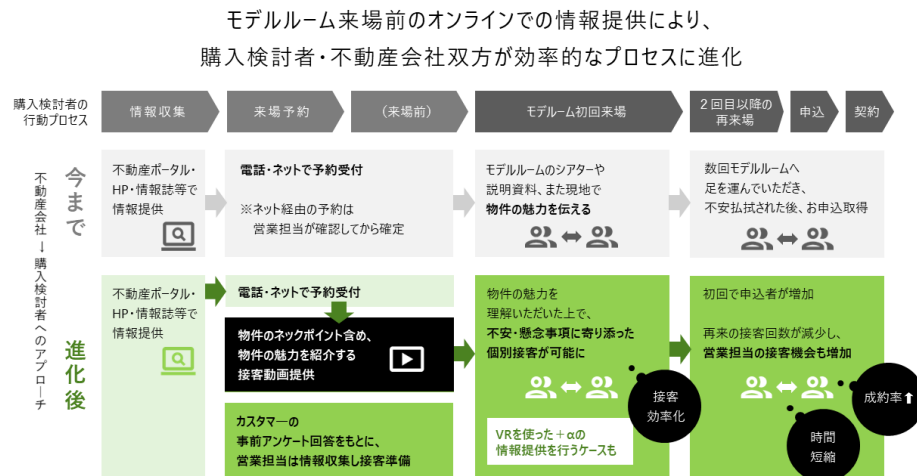 モデルルーム来場前のオンラインでの情報提供により、
購入検討者・不動産会社双方が効率的なプロセスに進化
購入検討者の
行動プロセス
情報収集
来場予約
(来場前)
モデルルーム初回来場
２回目以降の
再来場
申込
契約
不動産会社→購入検討者へのアプローチ
今まで
不動産ポータル・
HP・情報誌等で
情報提供
電話・ネットで予約受付
※ネット経由の予約は
営業担当が確認してから確定
モデルルームのシアターや
説明資料、また現地で
物件の魅力を伝える
数回モデルルームへ
足を運んでいただき、
不安払拭された後、お申込取得
進化後
不動産ポータル・
HP・情報誌等で
情報提供
電話・ネットで予約受付
物件のネックポイント含め、
物件の魅力を紹介する
接客動画提供
カスタマーの
事前アンケート回答をもとに、
営業担当は情報収集し接客準備
物件の魅力を
理解いただいた上で、
不安・懸念事項に寄り添った
個別接客が可能に
VRを使った＋αの
情報提供を行うケースも
接客
効率化
初回で申込者が増加
再来の接客回数が減少し、
営業担当の接客機会も増加
時間
短縮
成約率⬆